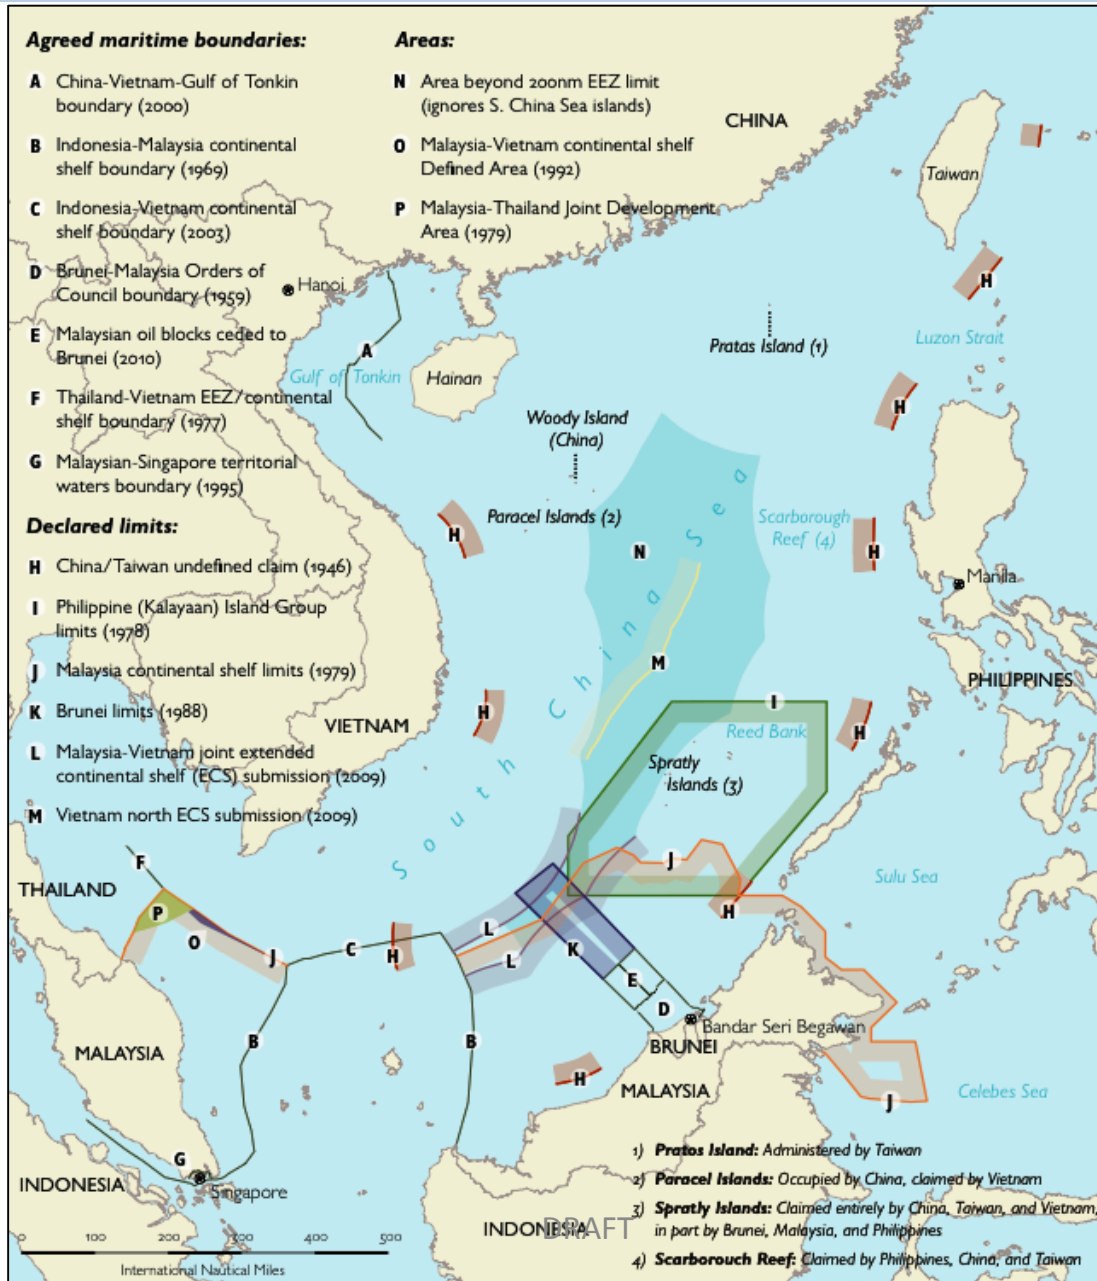 Agreed maritime boundaries:
A China-Vietnam-Gulf of Tonkin
boundary (2000)
B Indonesia-Malaysia continental
shelf boundary (1969)
C Indonesia-Vietnam continental
shelf boundary (2003)
D Brunei-Malaysia Orders of
Council boundary (1959)
E Malaysian oil blocks ceded to
Brunei (2010)
F Thailand-Vietnam EEZ/continental
shelf boundary (1977)
G Malaysian-Singapore territorial
waters boundary (1995)
Declared limits:
H China/Taiwan undefined claim (1946)
I Philippine (Kalayaan) Island Group
limits (1978)
J Malaysia continental shelf limits (1979)
K Brunei limits (1988)
L Malaysia-Vietnam joint extended
continental shelf (ECS) submission (2009)
M Vietnam north ECS submission (2009)
Areas:
N Area beyond 200nm EEZ limit
(ignores S. China Sea islands)
O Malaysia-Vietnam continental shelf
Defined Area (1992)
P Malaysia-Thailand Joint Development
Area (1979)
CHINA
Taiwan
Hanoi
H
Luzon Strait
Pratas Island (1)
A
Gulf of Tonkin
Hainan
H
Woody Island
(China)
Paracel Islands (2)
Scarborough
Reef (4)
H
N
H
Manila
South China Sea
M
PHILIPPINES
I
H
VIETNAM
Reed Bank
H
Spratly
Islands (3)
F
J
THAILAND
Sulu Sea
P
H
O
L
C
K
J
H
L
E
D
Bandar Seri Begawan
B
B
MALAYSIA
BRUNEI
H
MALAYSIA
Celebes Sea
J
G
INDONESIA
Singapore
INDONESIA
DRAFT
0 100 200 300 400 500
International Nautical Miles
1) Pratos Island: Administered by Taiwan
2) Paracel Islands: Occupied by China, claimed by Vietnam
3) Spratly Islands: Claimed entirely by China, Taiwan, and Vietnam,
in part by Brunei, Malaysia, and Philippines
4) Scarborouch Reef: Claimed by Philippines, China, and Taiwan